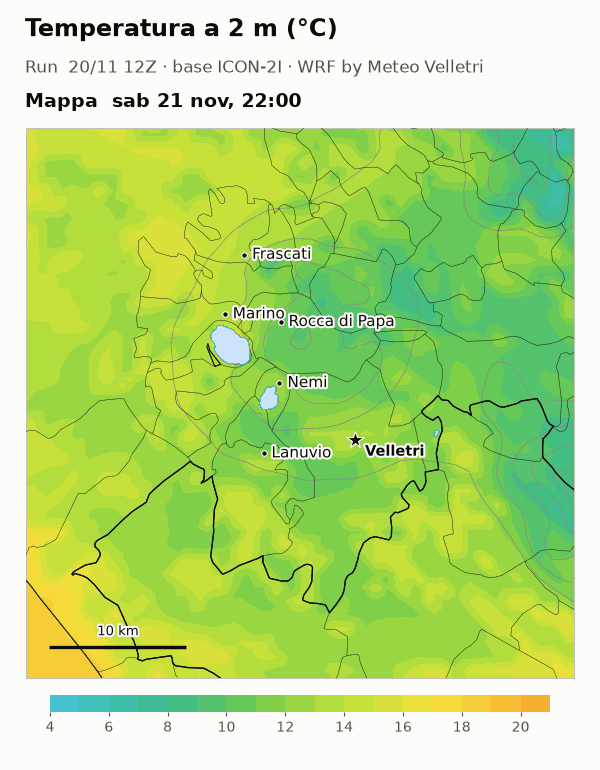 Temperatura a 2 m (°C)
Run  20/11 12Z · base ICON-2I · WRF by Meteo Velletri
Mappa  sab 21 nov, 22:00
Frascati
Marino
Rocca di Papa
Nemi
Velletri
Lanuvio
10 km
4 6 8 10 12 14 16 18 20